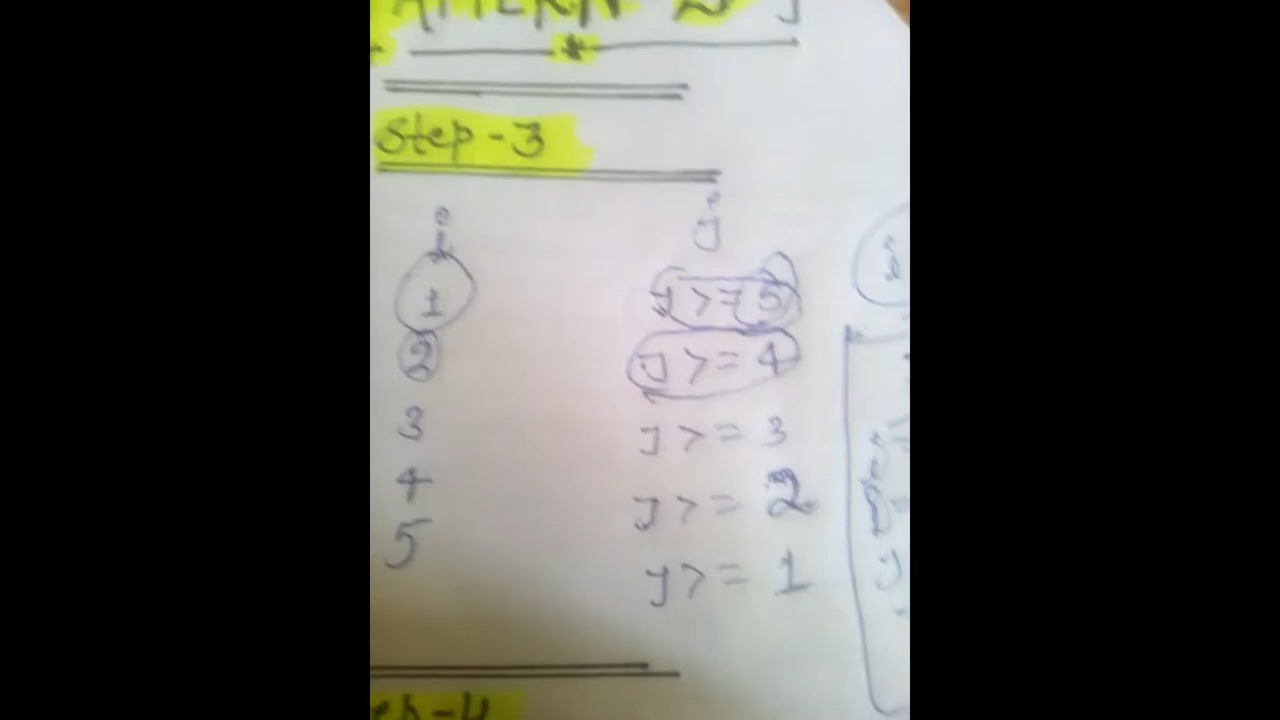 Step-3
i j
1 j >= 5
2 j >= 4
3 j >= 3
4 j >= 2
5 j >= 1